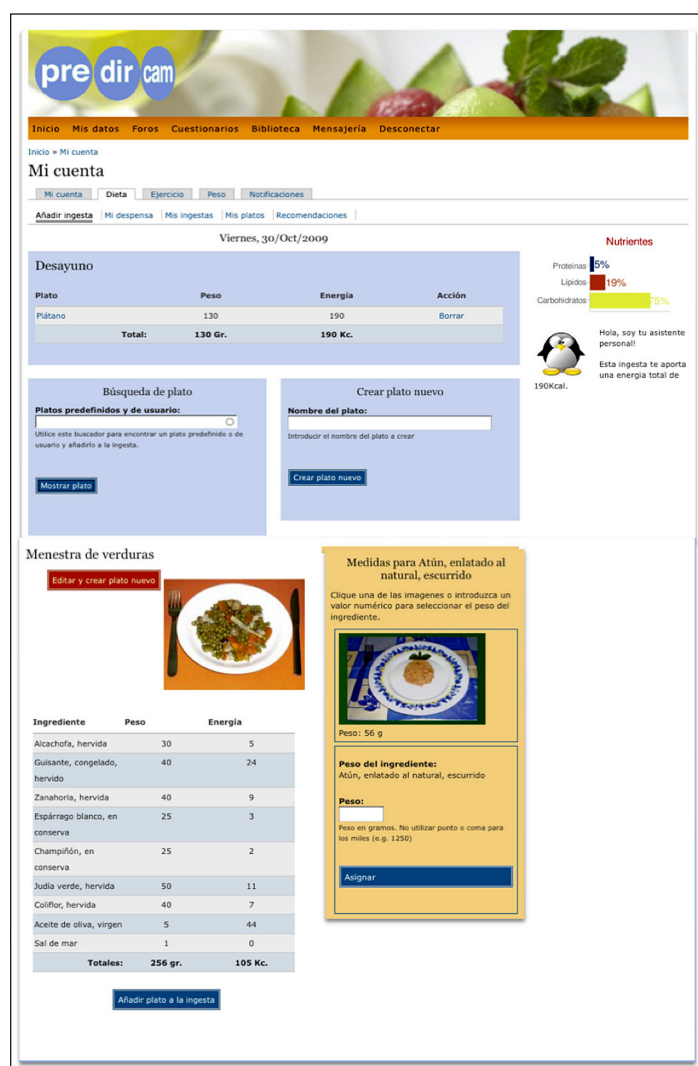 pre dir cam
Inicio Mis datos Foros Cuestionarios Biblioteca Mensajería Desconectar
Inicio » Mi cuenta
Mi cuenta
Mi cuenta Dieta Ejercicio Peso Notificaciones
Añadir ingesta Mi despensa Mis ingestas Mis platos Recomendaciones
Viernes, 30/Oct/2009
Desayuno
Plato Peso Energía Acción
Plátano 130 190 Borrar
Total: 130 Gr. 190 Kc.
Nutrientes
Proteinas 5%
Lípidos 19%
Carbohidratos 75%
Hola, soy tu asistente
personal!
Esta ingesta te aporta
una energia total de
190Kcal.
Búsqueda de plato
Platos predefinidos y de usuario:
Utilice este buscador para encontrar un plato predefinido o de
usuario y añadirlo a la ingesta.
Mostrar plato
Crear plato nuevo
Nombre del plato:
Introducir el nombre del plato a crear
Crear plato nuevo
Menestra de verduras
Editar y crear plato nuevo
Ingrediente Peso Energía
Alcachofa, hervida 30 5
Guisante, congelado, 40 24
hervido
Zanahoria, hervida 40 9
Espárrago blanco, en 25 3
conserva
Champiñón, en 25 2
conserva
Judía verde, hervida 50 11
Coliflor, hervida 40 7
Aceite de oliva, virgen 5 44
Sal de mar 1 0
Totales: 256 gr. 105 Kc.
Añadir plato a la ingesta
Medidas para Atún, enlatado al
natural, escurrido
Clique una de las imagenes o introduzca un
valor numérico para seleccionar el peso del
ingrediente.
Peso: 56 g
Peso del ingrediente:
Atún, enlatado al natural, escurrido
Peso:
Peso en gramos. No utilizar punto o coma para
los miles (e.g. 1250)
Asignar